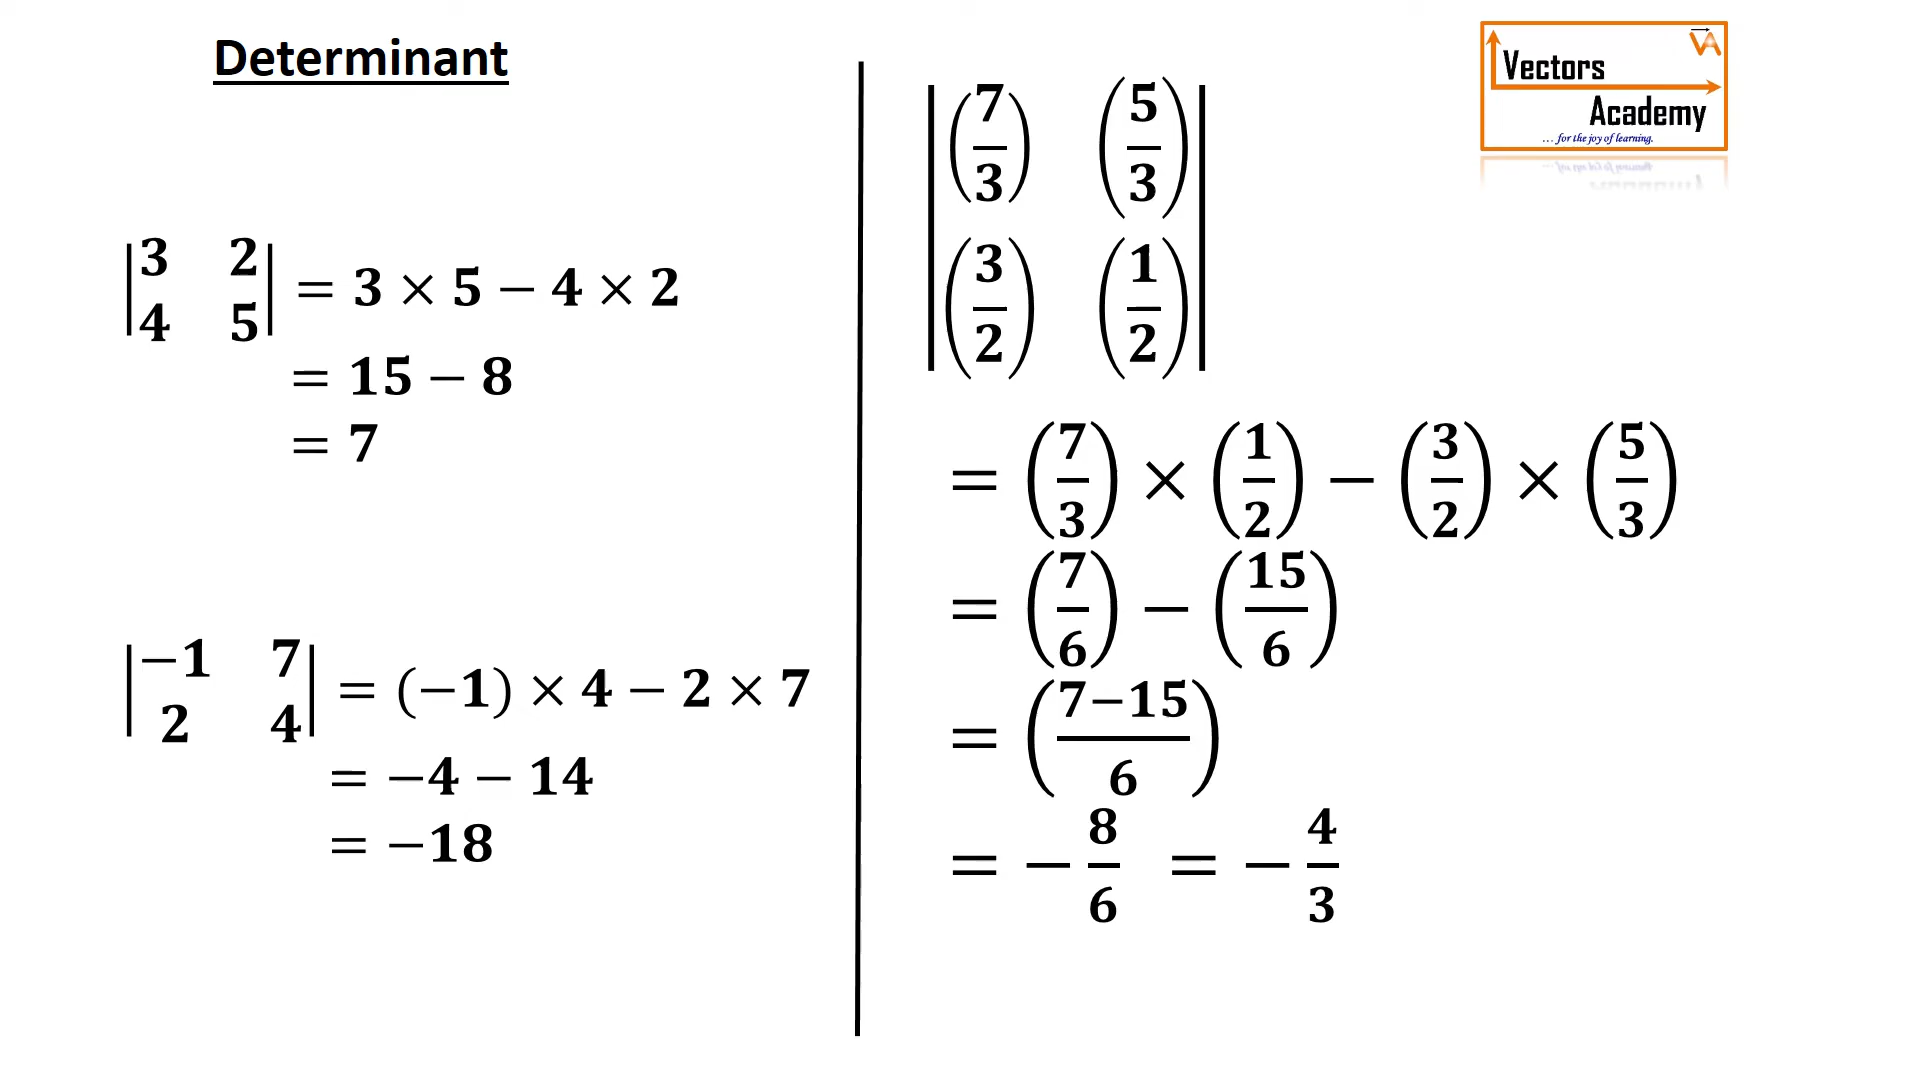 Determinant
|3 2|
|4 5| = 3 × 5 − 4 × 2
= 15 − 8
= 7
|−1 7|
|2 4| = (−1) × 4 − 2 × 7
= −4 − 14
= −18
|(7/3) (5/3)|
|(3/2) (1/2)|
= (7/3) × (1/2) − (3/2) × (5/3)
= (7/6) − (15/6)
= (7−15/6)
= −8/6 = −4/3
VA
Vectors
Academy
... for the joy of learning.